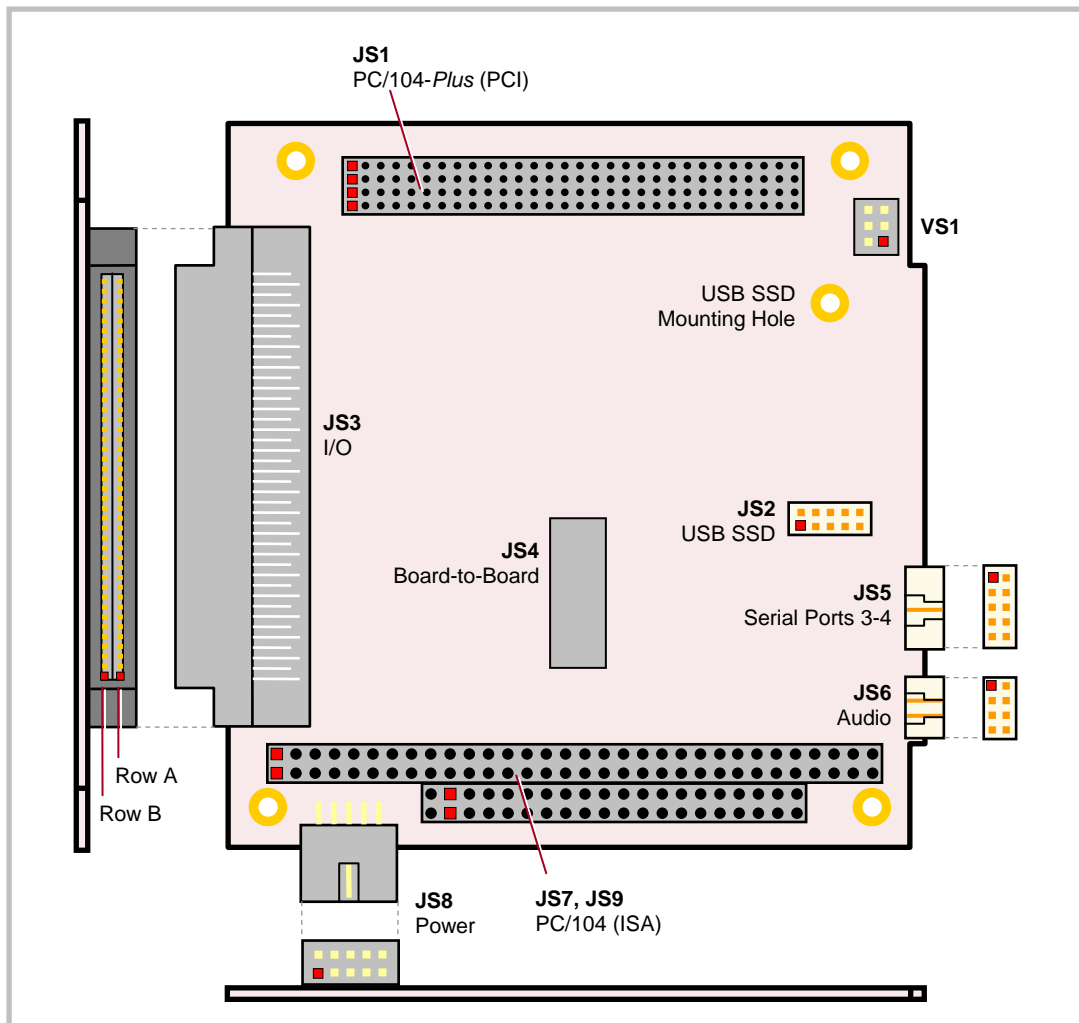 JS1
PC/104-Plus (PCI)
VS1
USB SSD
Mounting Hole
JS3
I/O
JS2
USB SSD
JS4
Board-to-Board
JS5
Serial Ports 3-4
JS6
Audio
Row A
Row B
JS8
Power
JS7, JS9
PC/104 (ISA)